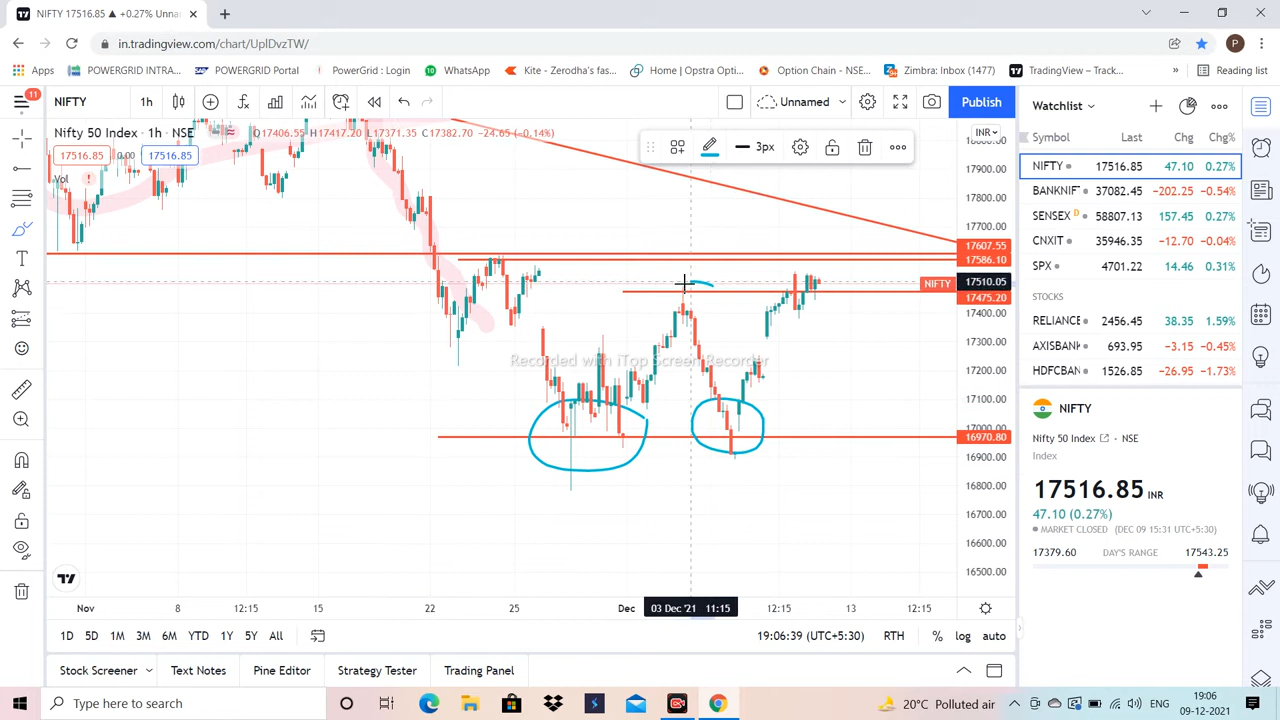 NIFTY 17516.85 ▲ +0.27% Unna
in.tradingview.com/chart/UplDvzTW/
Apps POWERGRID INTRA... POWERGRID Portal PowerGrid : Login WhatsApp Kite - Zerodha's fas... Home | Opstra Opti... Option Chain - NSE... Zimbra: Inbox (1477) TradingView – Track... » Reading list
11
NIFTY 1h Unnamed Publish
Watchlist
Nifty 50 Index · 1h · NSE O17406.55 H17417.20 L17371.35 C17382.70 −24.65 (−0.14%)
INR
17516.85 0.00 17516.85
Vol
3px
Symbol Last Chg Chg%
NIFTY 17516.85 47.10 0.27%
BANKNIF 37082.45 −202.25 −0.54%
SENSEX D 58807.13 157.45 0.27%
CNXIT 35946.35 −12.70 −0.04%
SPX 4701.22 14.46 0.31%
STOCKS
RELIANCE 2456.45 38.35 1.59%
AXISBANK 693.95 −3.15 −0.45%
HDFCBAN 1526.85 −26.95 −1.73%
17900.00
17800.00
17700.00
17607.55
17586.10
NIFTY 17510.05
17475.20
17400.00
17300.00
17200.00
17100.00
17000.00
16970.80
16900.00
16800.00
16700.00
16600.00
16500.00
Recorded with iTop Screen Recorder
NIFTY
Nifty 50 Index NSE
Index
17516.85 INR
47.10 (0.27%)
MARKET CLOSED (DEC 09 15:31 UTC+5:30)
17379.60 DAY'S RANGE 17543.25
Nov 8 12:15 15 22 25 Dec 03 Dec '21 11:15 12:15 13 12:15
1D 5D 1M 3M 6M YTD 1Y 5Y All 19:06:39 (UTC+5:30) RTH % log auto
Stock Screener Text Notes Pine Editor Strategy Tester Trading Panel
Type here to search
20°C Polluted air ENG 19:06
09-12-2021